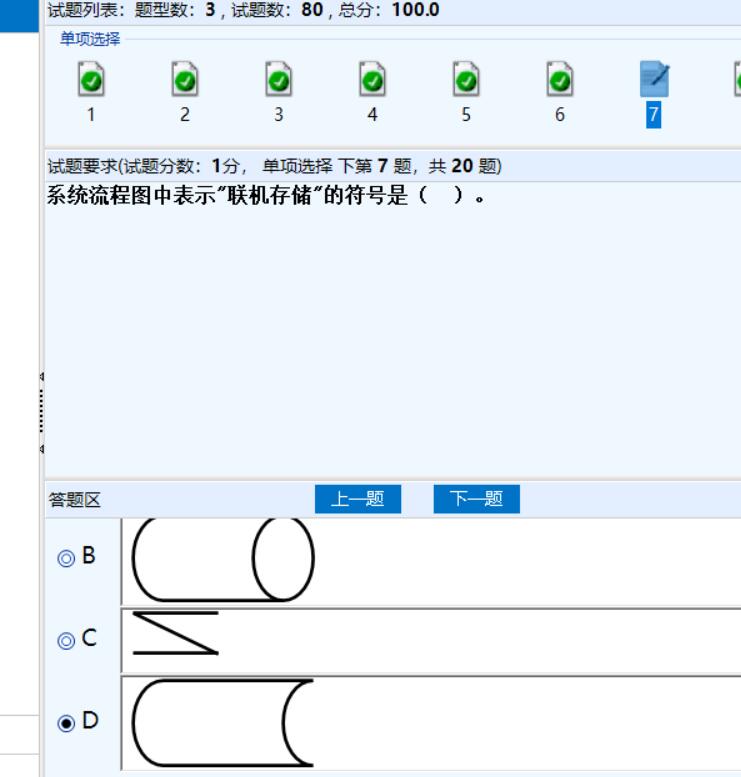 试题列表：题型数：3 , 试题数：80 , 总分：100.0
单项选择
1 2 3 4 5 6 7
试题要求(试题分数：1分， 单项选择 下第 7 题，共 20 题)
系统流程图中表示"联机存储"的符号是（ ）。
答题区 上一题 下一题
B
C
D